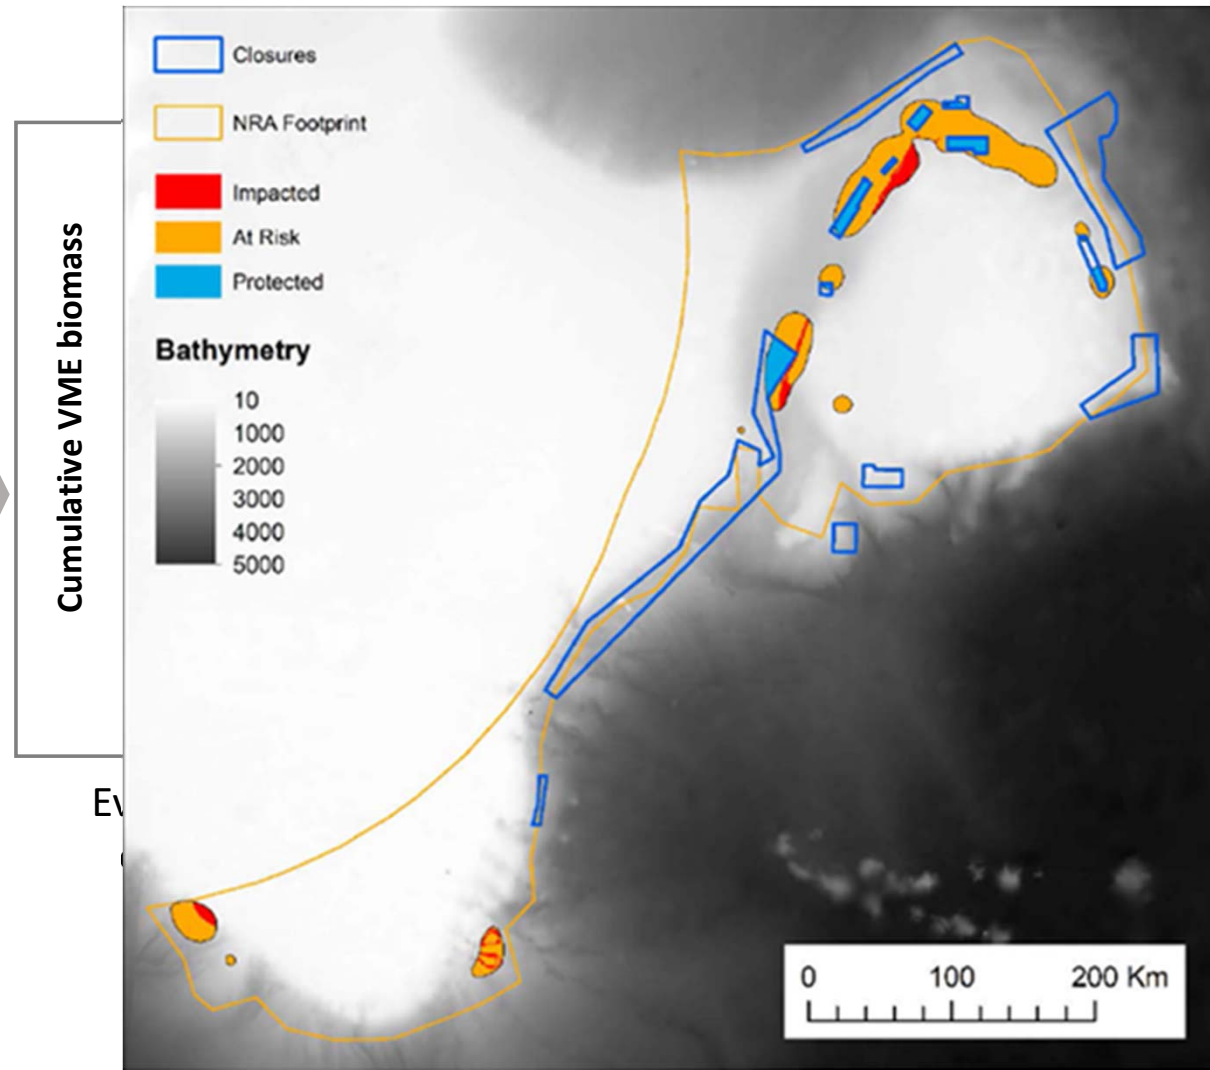 Cumulative VME biomass
Closures
NRA Footprint
Impacted
At Risk
Protected
Bathymetry
10
1000
2000
3000
4000
5000
Ev
0 100 200 Km